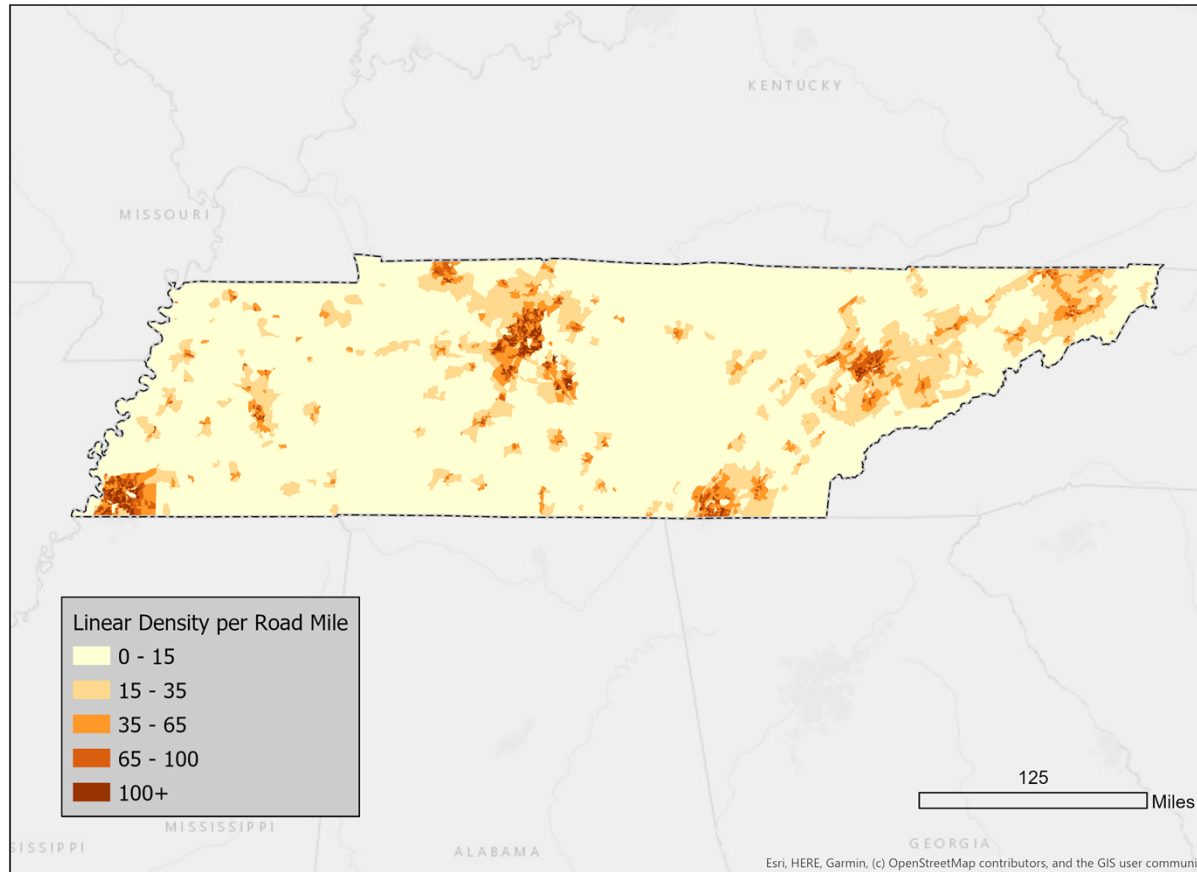 KENTUCKY
MISSOURI
Linear Density per Road Mile
0 - 15
15 - 35
35 - 65
65 - 100
100+
125
Miles
MISSISSIPPI
SISSIPPI
ALABAMA
GEORGIA
Esri, HERE, Garmin, (c) OpenStreetMap contributors, and the GIS user communi